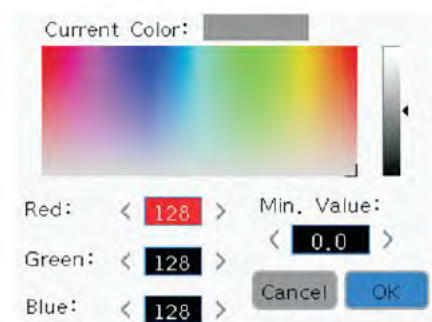 Current Color:
Red: < 128 >
Min. Value:
< 0.0 >
Green: < 128 >
Cancel OK
Blue: < 128 >